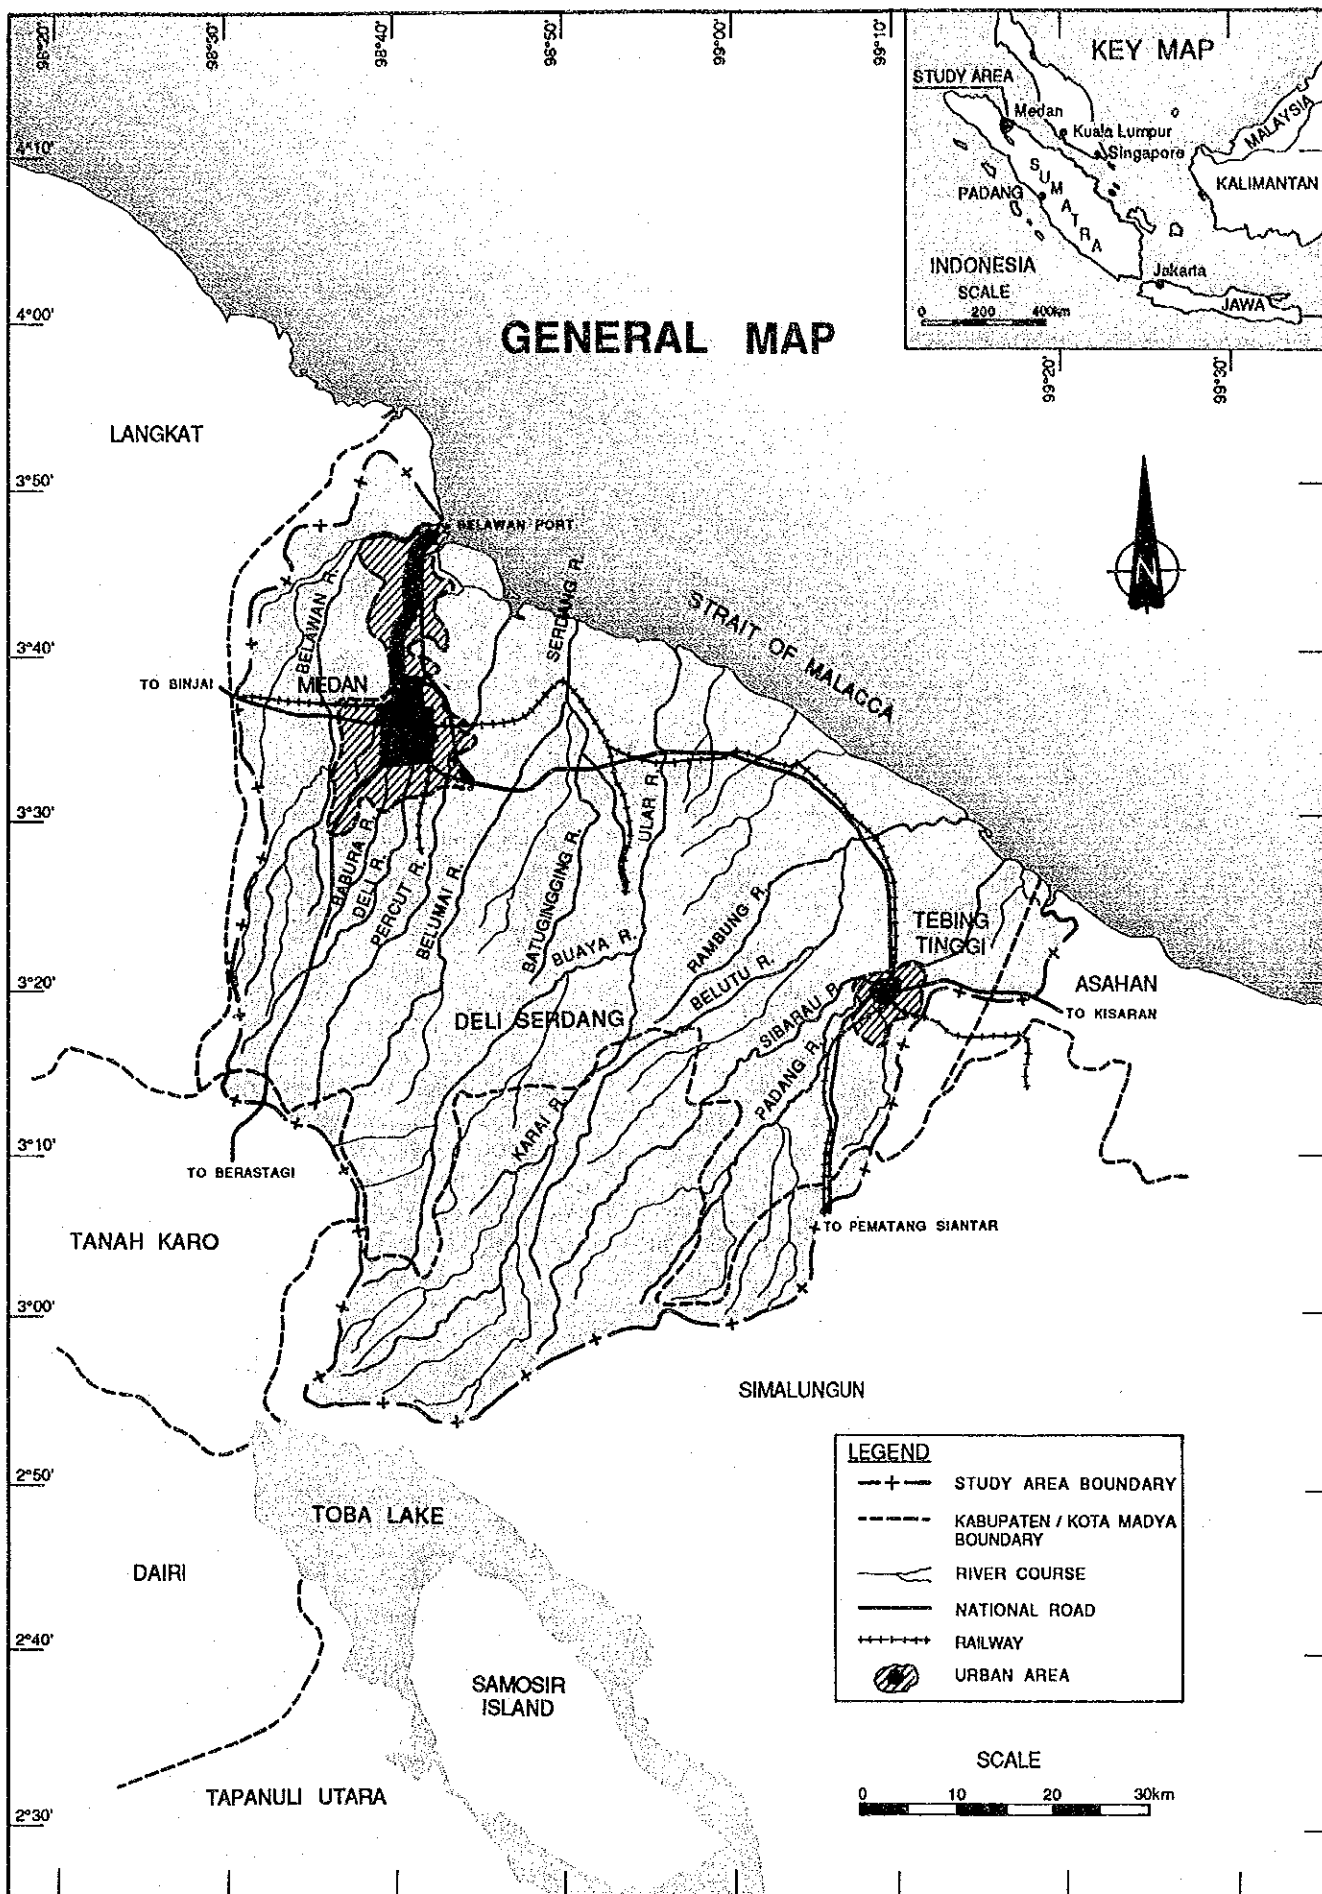 98°20'
98°30'
98°40'
98°50'
99°00'
99°10'
KEY MAP
STUDY AREA
Medan
Kuala Lumpur
Singapore
MALAYSIA
KALIMANTAN
PADANG
SUMATRA
INDONESIA
SCALE
0 200 400km
Jakarta
JAWA
99°20'
99°30'
4°10'
4°00'
3°50'
3°40'
3°30'
3°20'
3°10'
3°00'
2°50'
2°40'
2°30'
GENERAL MAP
LANGKAT
BELAWAN PORT
N
STRAIT OF MALACCA
BELAWAN R.
SERDANG R.
TO BINJAI
MEDAN
ULAR R.
BABURA R.
DELI R.
PERCUT R.
BELUMAI R.
BATUGINGGING R.
BUAYA R.
RAMBUNG R.
BELUTU R.
SIBARAU R.
PADANG R.
KARAI R.
TEBING
TINGGI
ASAHAN
TO KISARAN
DELI SERDANG
TO BERASTAGI
TANAH KARO
TO PEMATANG SIANTAR
SIMALUNGUN
TOBA LAKE
DAIRI
SAMOSIR
ISLAND
TAPANULI UTARA
LEGEND
STUDY AREA BOUNDARY
KABUPATEN / KOTA MADYA
BOUNDARY
RIVER COURSE
NATIONAL ROAD
RAILWAY
URBAN AREA
SCALE
0 10 20 30km